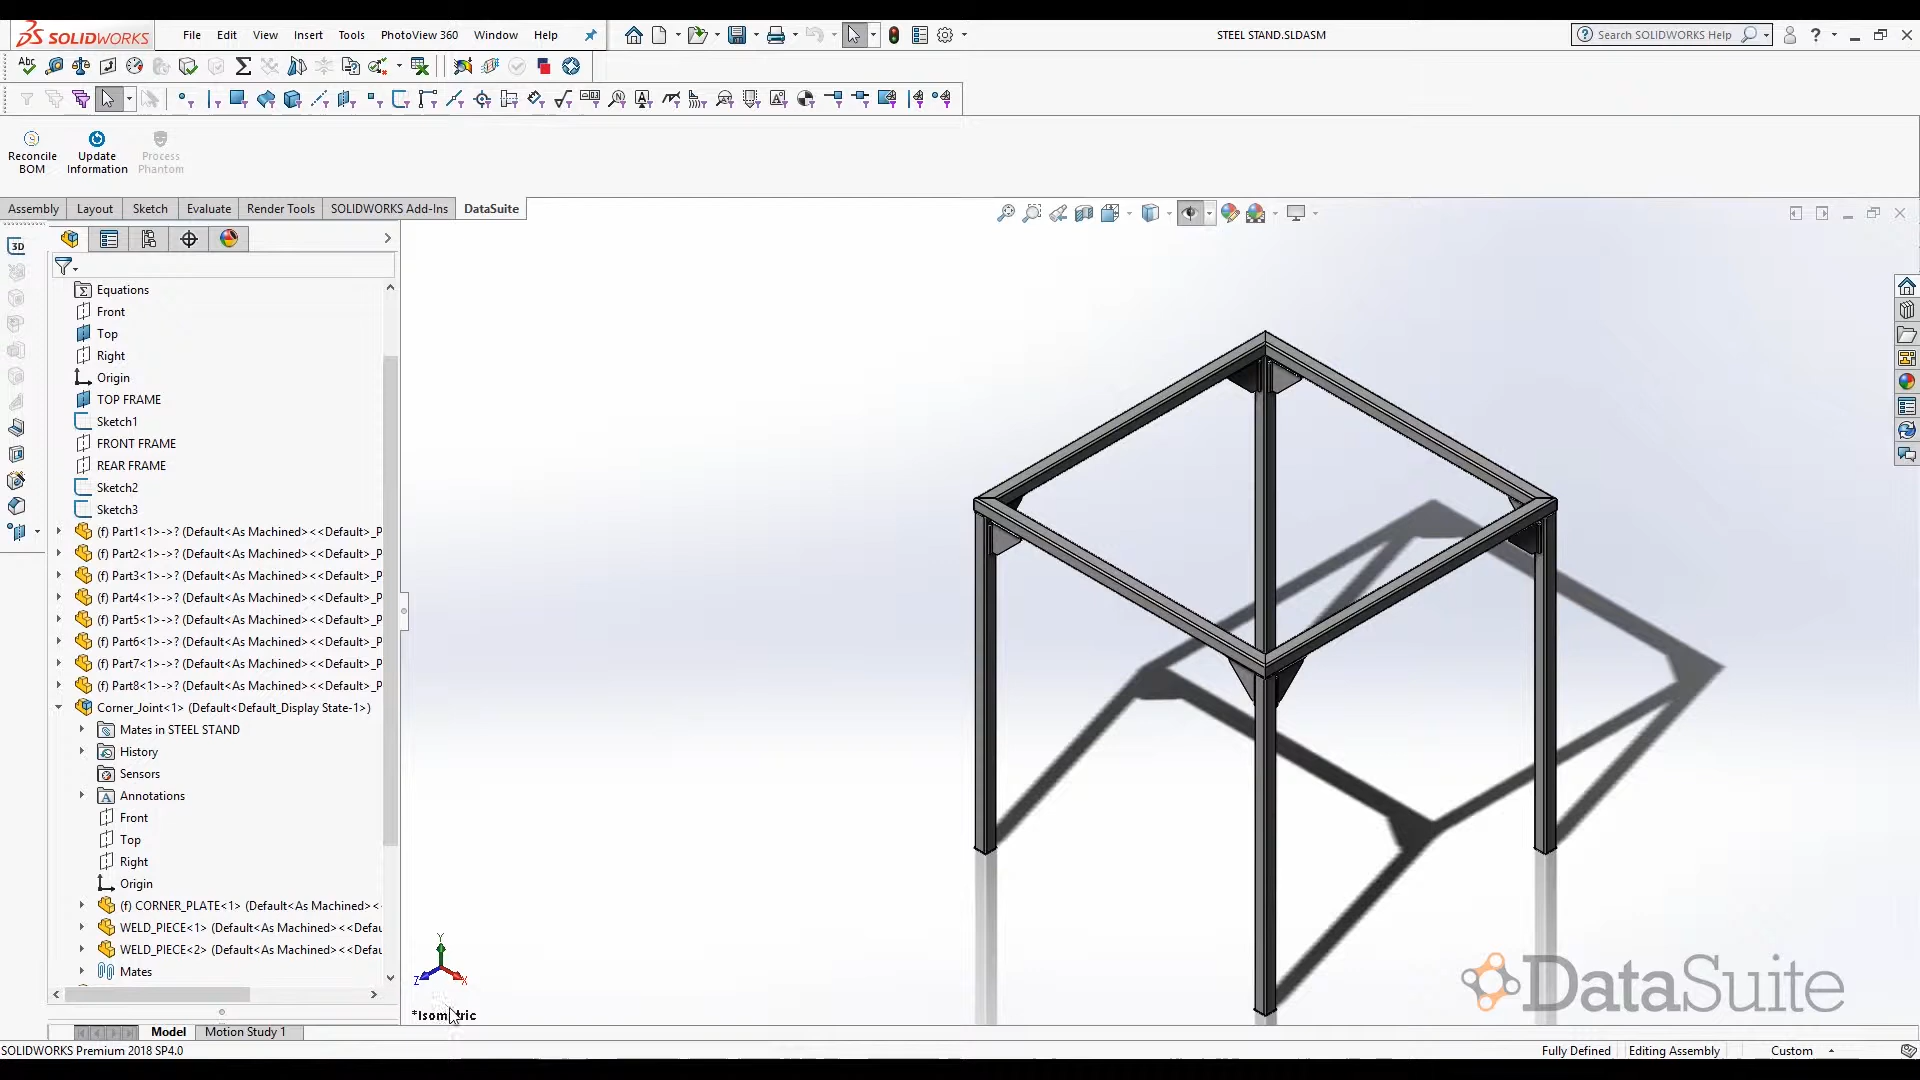 SOLIDWORKS File Edit View Insert Tools PhotoView 360 Window Help STEEL STAND.SLDASM Search SOLIDWORKS Help
Reconcile BOM
Update Information
Process Phantom
Assembly Layout Sketch Evaluate Render Tools SOLIDWORKS Add-Ins DataSuite
3D
Equations
Front
Top
Right
Origin
TOP FRAME
Sketch1
FRONT FRAME
REAR FRAME
Sketch2
Sketch3
(f) Part1<1>->? (Default<As Machined><<Default>_P
(f) Part2<1>->? (Default<As Machined><<Default>_P
(f) Part3<1>->? (Default<As Machined><<Default>_P
(f) Part4<1>->? (Default<As Machined><<Default>_P
(f) Part5<1>->? (Default<As Machined><<Default>_P
(f) Part6<1>->? (Default<As Machined><<Default>_P
(f) Part7<1>->? (Default<As Machined><<Default>_P
(f) Part8<1>->? (Default<As Machined><<Default>_P
Corner_Joint<1> (Default<Default_Display State-1>)
Mates in STEEL STAND
History
Sensors
Annotations
Front
Top
Right
Origin
(f) CORNER_PLATE<1> (Default<As Machined><
WELD_PIECE<1> (Default<As Machined><<Defau
WELD_PIECE<2> (Default<As Machined><<Defau
Mates
Y
Z X
*Isometric
DataSuite
Model Motion Study 1
SOLIDWORKS Premium 2018 SP4.0 Fully Defined Editing Assembly Custom